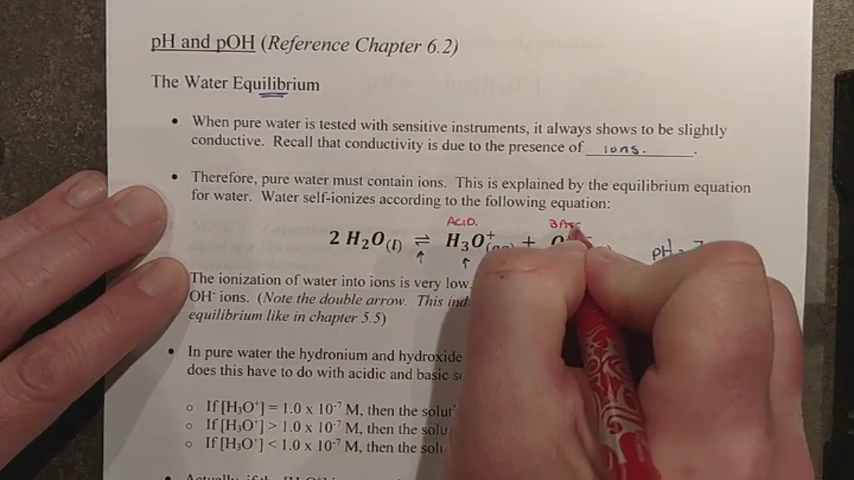 pH and pOH (Reference Chapter 6.2)
The Water Equilibrium
• When pure water is tested with sensitive instruments, it always shows to be slightly
conductive. Recall that conductivity is due to the presence of ions.
• Therefore, pure water must contain ions. This is explained by the equilibrium equation
for water. Water self-ionizes according to the following equation:
ACID. BASE
2 H₂O(l) ⇌ H₃O⁺(aq) + O pH = 7
↑ ↑
The ionization of water into ions is very low.
OH⁻ ions. (Note the double arrow. This
equilibrium like in chapter 5.5)
• In pure water the hydronium and hydroxide
does this have to do with acidic and basic
o If [H₃O⁺] = 1.0 x 10⁻⁷ M, then the
o If [H₃O⁺] > 1.0 x 10⁻⁷ M, then the
o If [H₃O⁺] < 1.0 x 10⁻⁷ M, then the